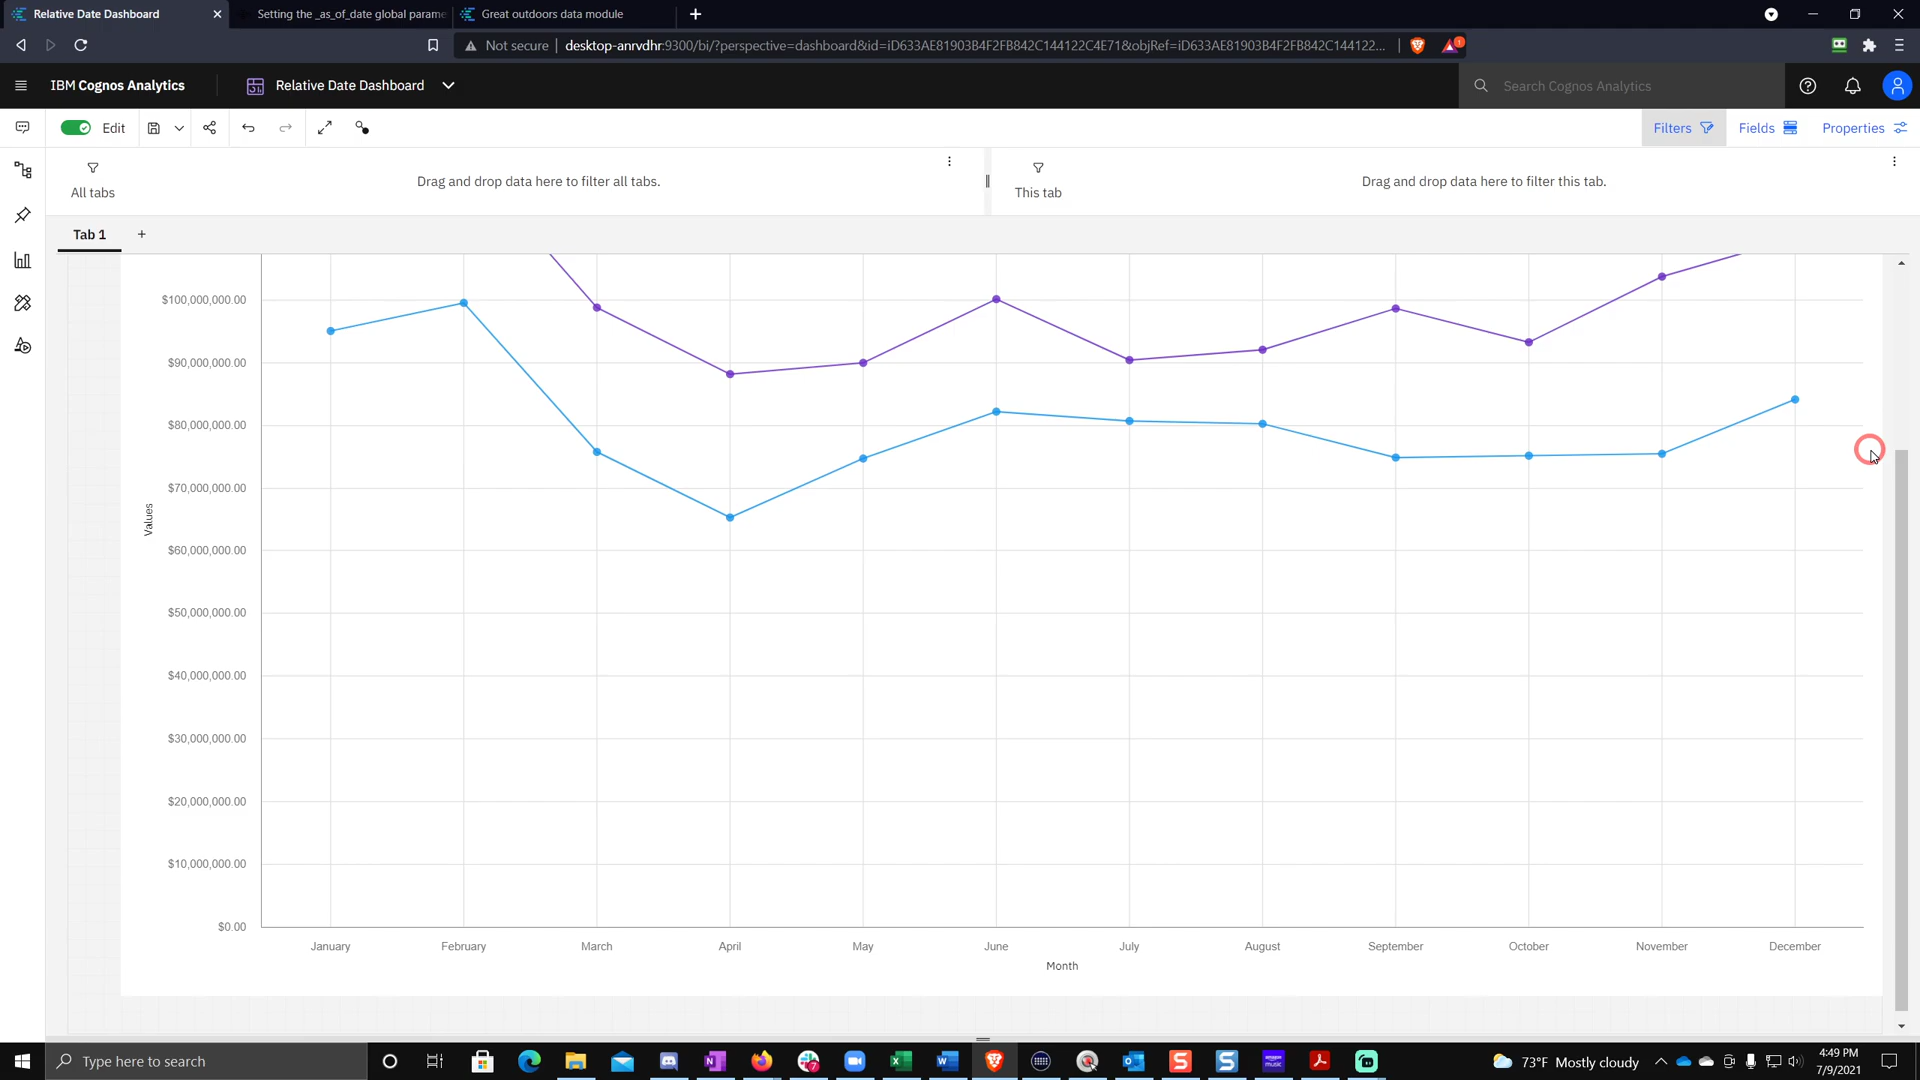 Relative Date Dashboard
Setting the _as_of_date global parame
Great outdoors data module
Not secure
desktop-anrvdhr:9300/bi/?perspective=dashboard&id=iD633AE81903B4F2FB842C144122C4E71&objRef=iD633AE81903B4F2FB842C144122...
1
IBM Cognos Analytics
Relative Date Dashboard
Search Cognos Analytics
Edit
Filters
Fields
Properties
All tabs
Drag and drop data here to filter all tabs.
This tab
Drag and drop data here to filter this tab.
Tab 1
$100,000,000.00
$90,000,000.00
$80,000,000.00
$70,000,000.00
Values
$60,000,000.00
$50,000,000.00
$40,000,000.00
$30,000,000.00
$20,000,000.00
$10,000,000.00
$0.00
January
February
March
April
May
June
July
August
September
October
November
December
Month
Type here to search
73°F Mostly cloudy
4:49 PM
7/9/2021